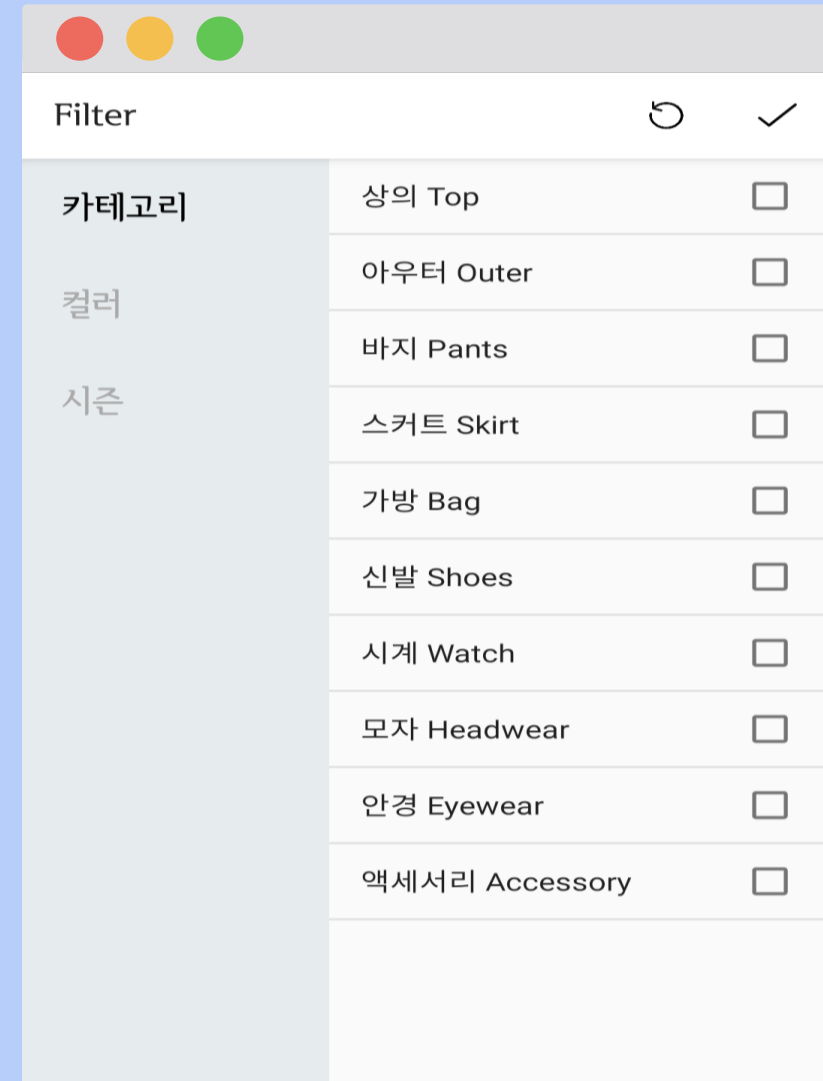 Filter
카테고리
컬러
시즌
상의 Top
아우터 Outer
바지 Pants
스커트 Skirt
가방 Bag
신발 Shoes
시계 Watch
모자 Headwear
안경 Eyewear
액세서리 Accessory